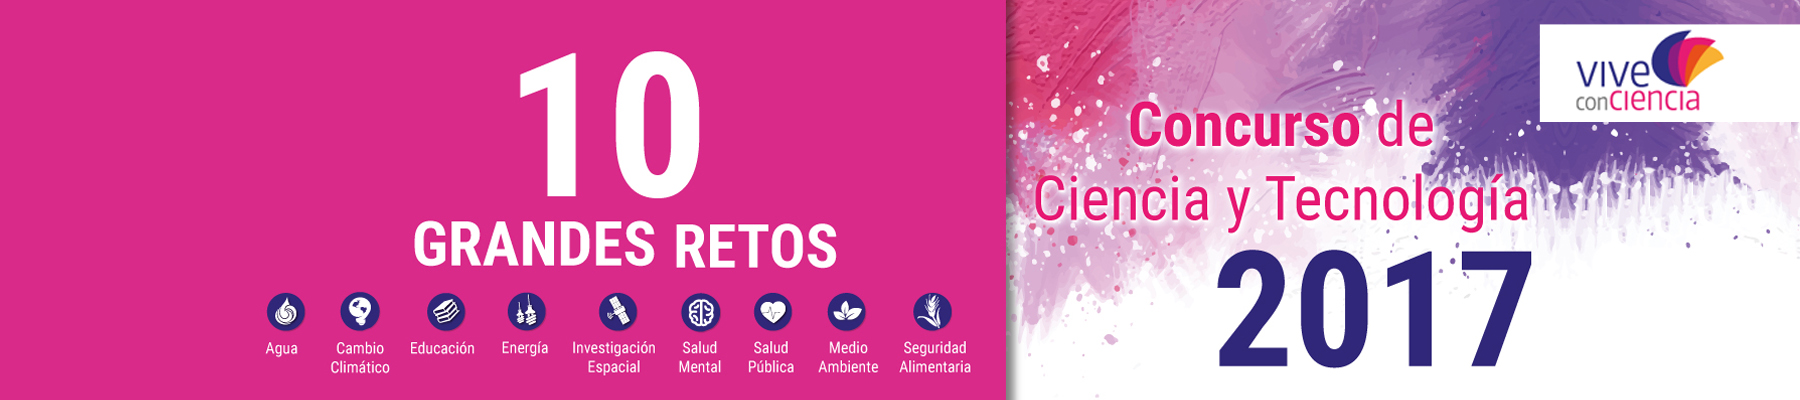 10
GRANDES RETOS
Agua
Cambio
Climático
Educación
Energía
Investigación
Espacial
Salud
Mental
Salud
Pública
Medio
Ambiente
Seguridad
Alimentaria
Concurso de
Ciencia y Tecnología
2017
vive
conciencia